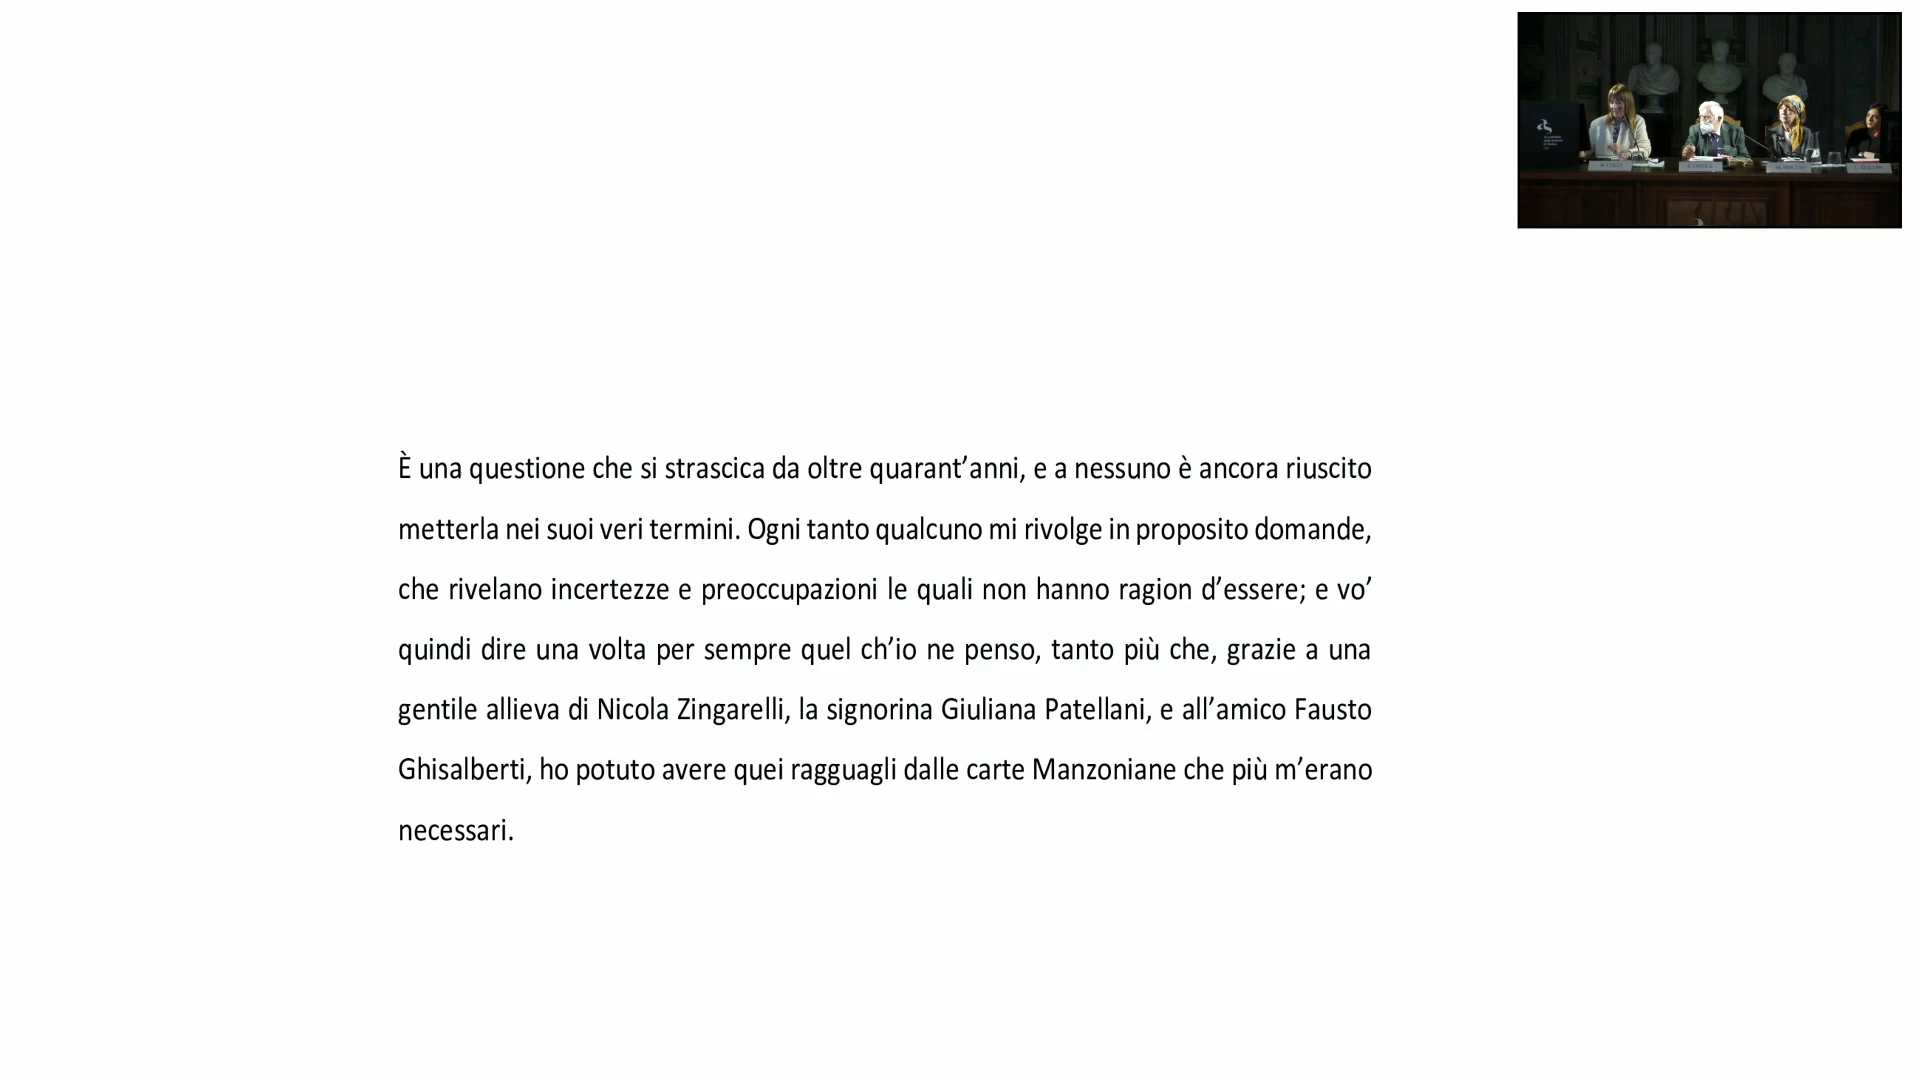 È una questione che si strascica da oltre quarant’anni, e a nessuno è ancora riuscito
metterla nei suoi veri termini. Ogni tanto qualcuno mi rivolge in proposito domande,
che rivelano incertezze e preoccupazioni le quali non hanno ragion d’essere; e vo’
quindi dire una volta per sempre quel ch’io ne penso, tanto più che, grazie a una
gentile allieva di Nicola Zingarelli, la signorina Giuliana Patellani, e all’amico Fausto
Ghisalberti, ho potuto avere quei ragguagli dalle carte Manzoniane che più m’erano
necessari.